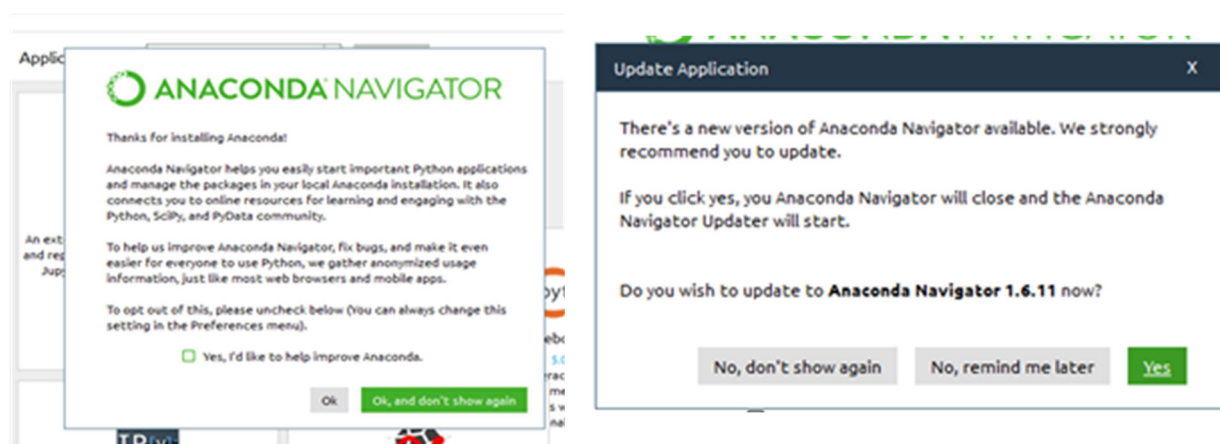 Applic
ANACONDA NAVIGATOR
Thanks for installing Anaconda!
Anaconda Navigator helps you easily start important Python applications
and manage the packages in your local Anaconda installation. It also
connects you to online resources for learning and engaging with the
Python, SciPy, and PyData community.
To help us improve Anaconda Navigator, fix bugs, and make it even
easier for everyone to use Python, we gather anonymized usage
information, just like most web browsers and mobile apps.
To opt out of this, please uncheck below (You can always change this
setting in the Preferences menu).
Yes, I'd like to help improve Anaconda.
Ok
Ok, and don't show again
An ext
and rep
Jupy
ANACONDA NAVIGATOR
Update Application
X
There's a new version of Anaconda Navigator available. We strongly
recommend you to update.
If you click yes, you Anaconda Navigator will close and the Anaconda
Navigator Updater will start.
Do you wish to update to Anaconda Navigator 1.6.11 now?
No, don't show again
No, remind me later
Yes